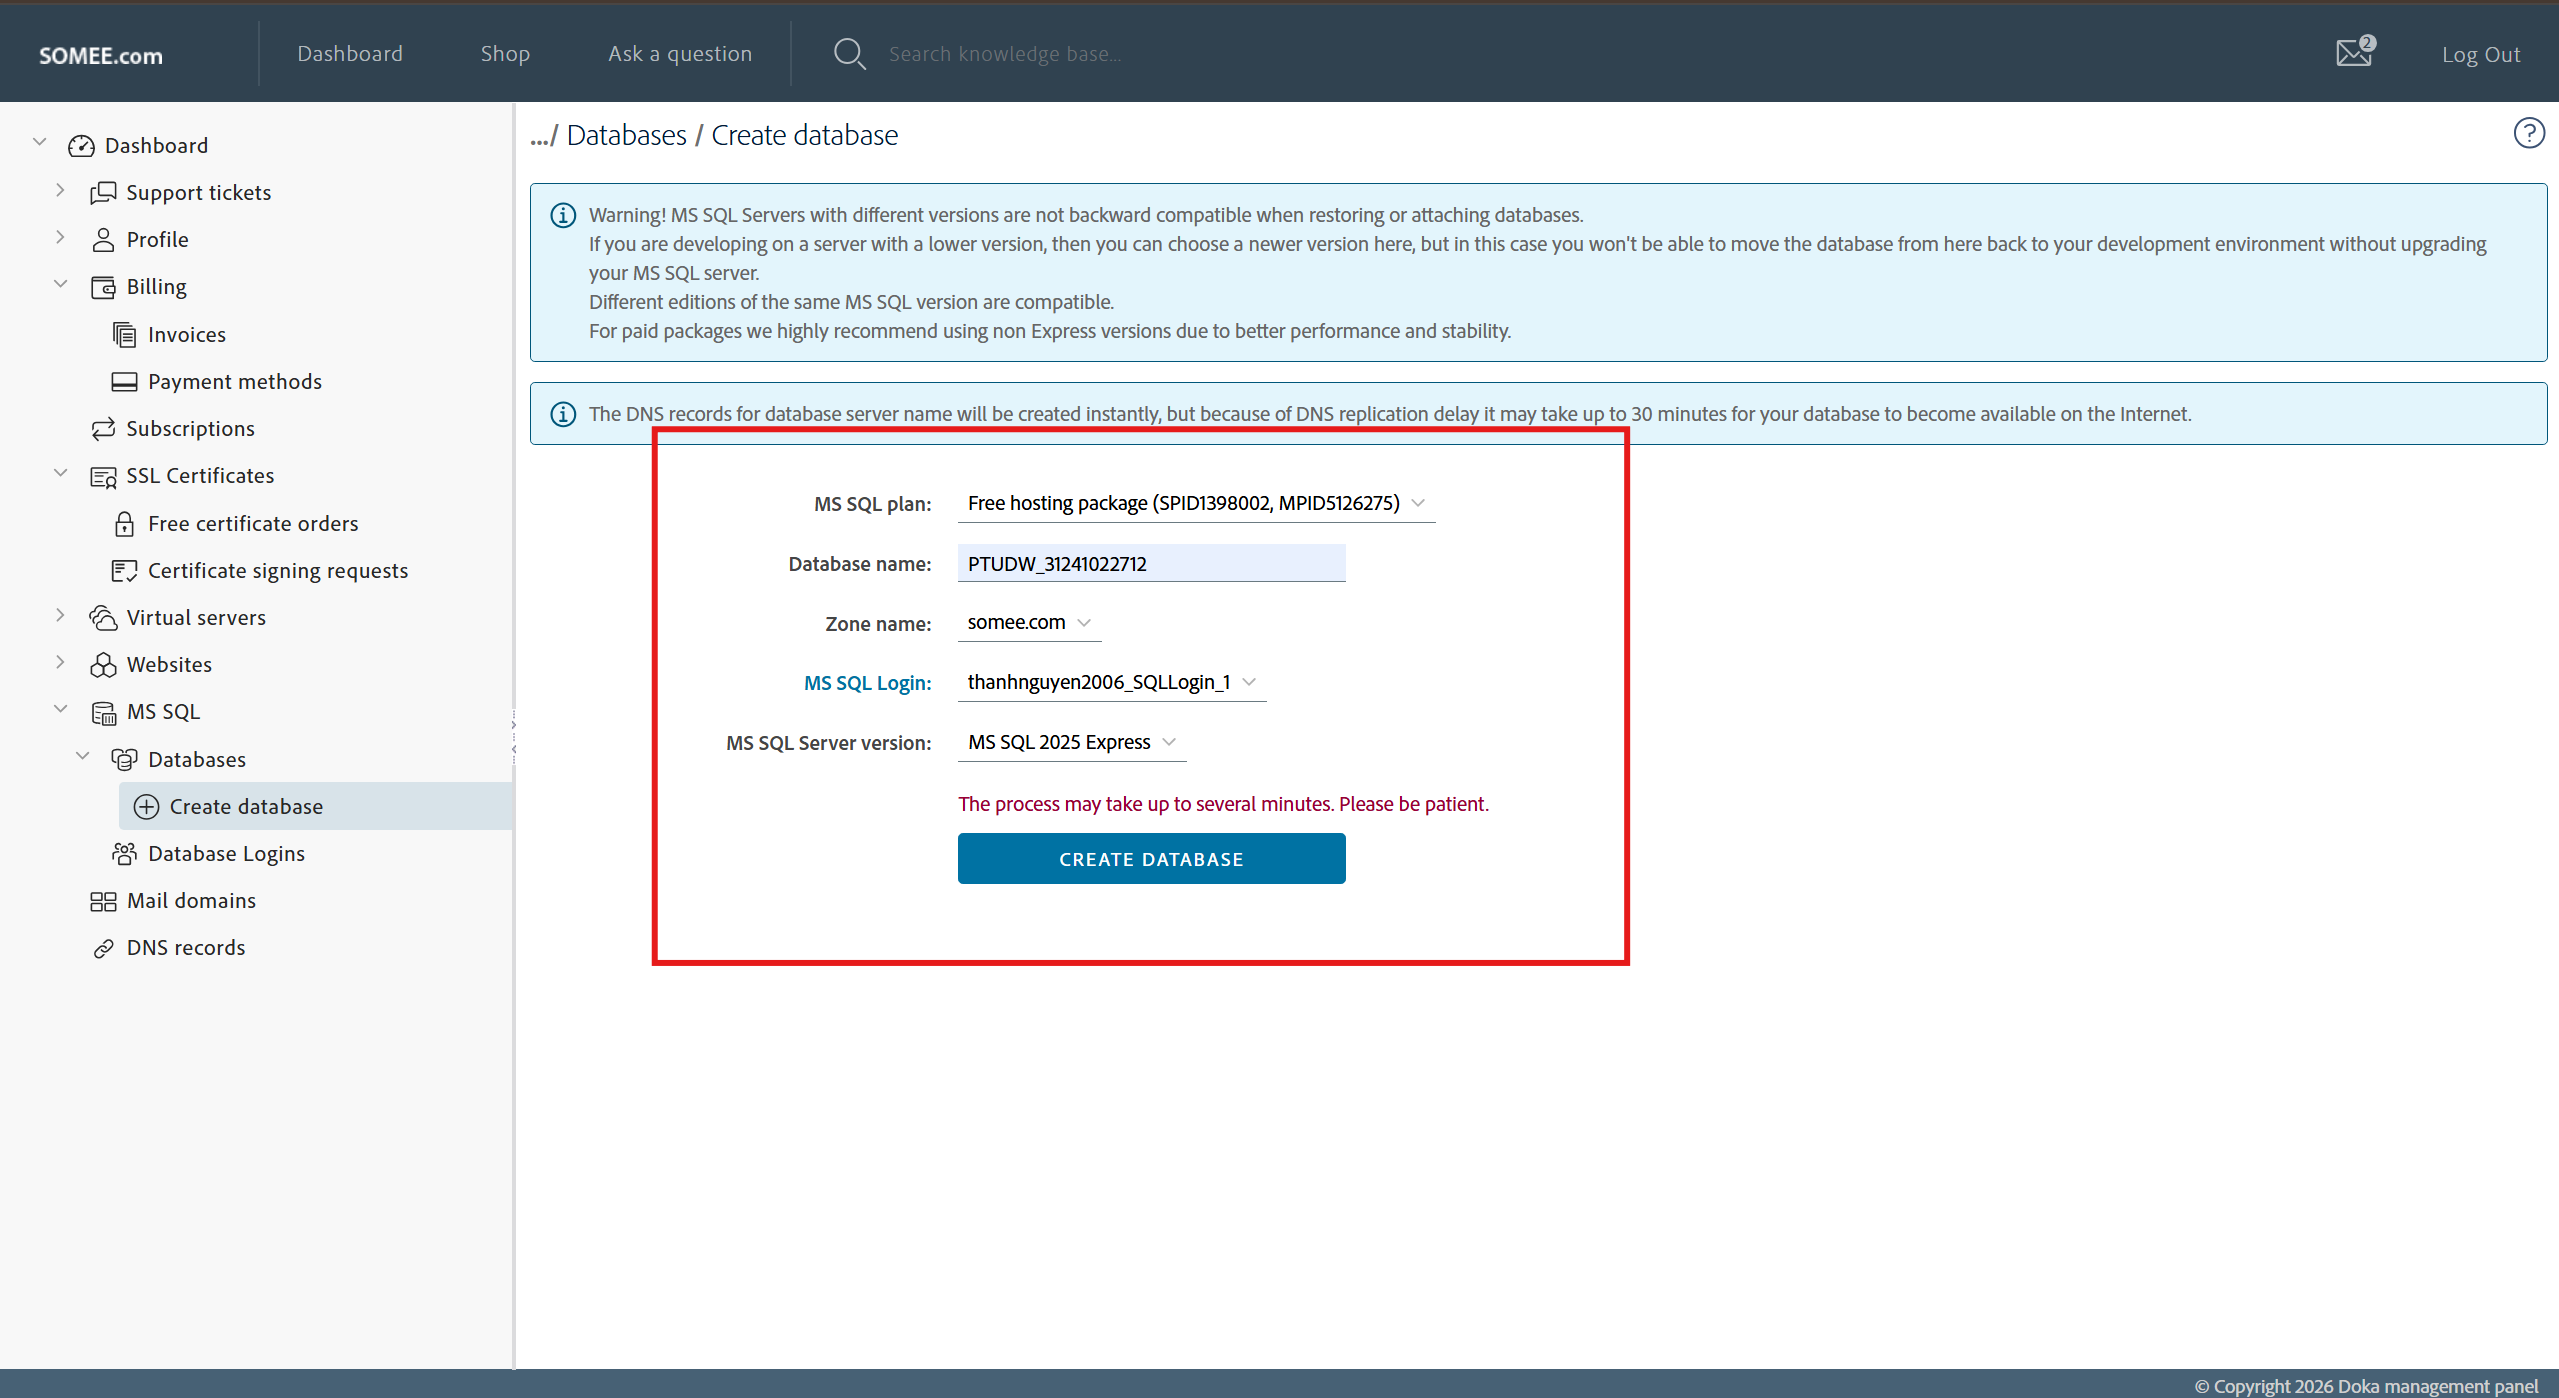 SOMEE.com
Dashboard
Shop
Ask a question
Search knowledge base...
2
Log Out
Dashboard
Support tickets
Profile
Billing
Invoices
Payment methods
Subscriptions
SSL Certificates
Free certificate orders
Certificate signing requests
Virtual servers
Websites
MS SQL
Databases
Create database
Database Logins
Mail domains
DNS records
.../ Databases / Create database
?
Warning! MS SQL Servers with different versions are not backward compatible when restoring or attaching databases.
If you are developing on a server with a lower version, then you can choose a newer version here, but in this case you won't be able to move the database from here back to your development environment without upgrading
your MS SQL server.
Different editions of the same MS SQL version are compatible.
For paid packages we highly recommend using non Express versions due to better performance and stability.
The DNS records for database server name will be created instantly, but because of DNS replication delay it may take up to 30 minutes for your database to become available on the Internet.
MS SQL plan: Free hosting package (SPID1398002, MPID5126275)
Database name: PTUDW_31241022712
Zone name: somee.com
MS SQL Login: thanhnguyen2006_SQLLogin_1
MS SQL Server version: MS SQL 2025 Express
The process may take up to several minutes. Please be patient.
CREATE DATABASE
© Copyright 2026 Doka management panel